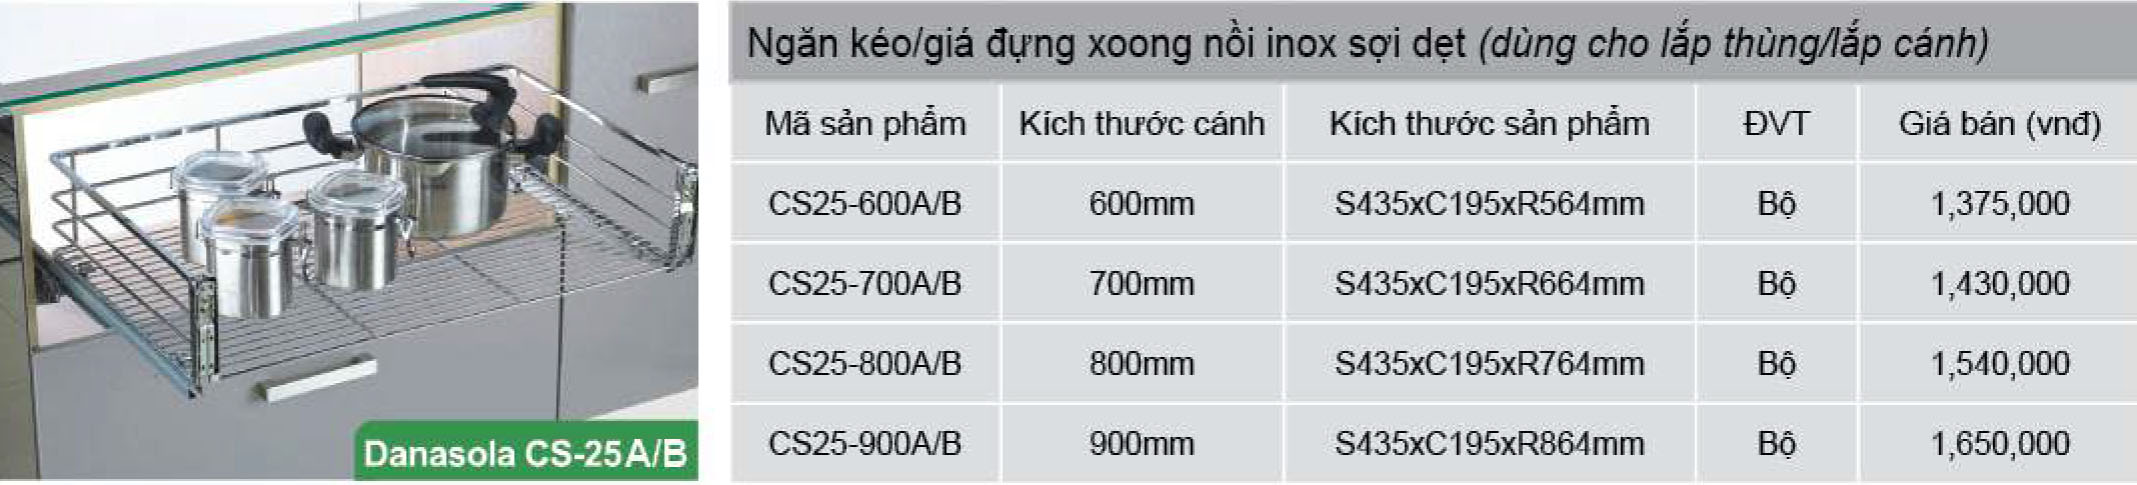 Danasola CS-25A/B
Ngăn kéo/giá đựng xoong nồi inox sợi dẹt (dùng cho lắp thùng/lắp cánh)
Mã sản phẩm Kích thước cánh Kích thước sản phẩm ĐVT Giá bán (vnđ)
CS25-600A/B 600mm S435xC195xR564mm Bộ 1,375,000
CS25-700A/B 700mm S435xC195xR664mm Bộ 1,430,000
CS25-800A/B 800mm S435xC195xR764mm Bộ 1,540,000
CS25-900A/B 900mm S435xC195xR864mm Bộ 1,650,000